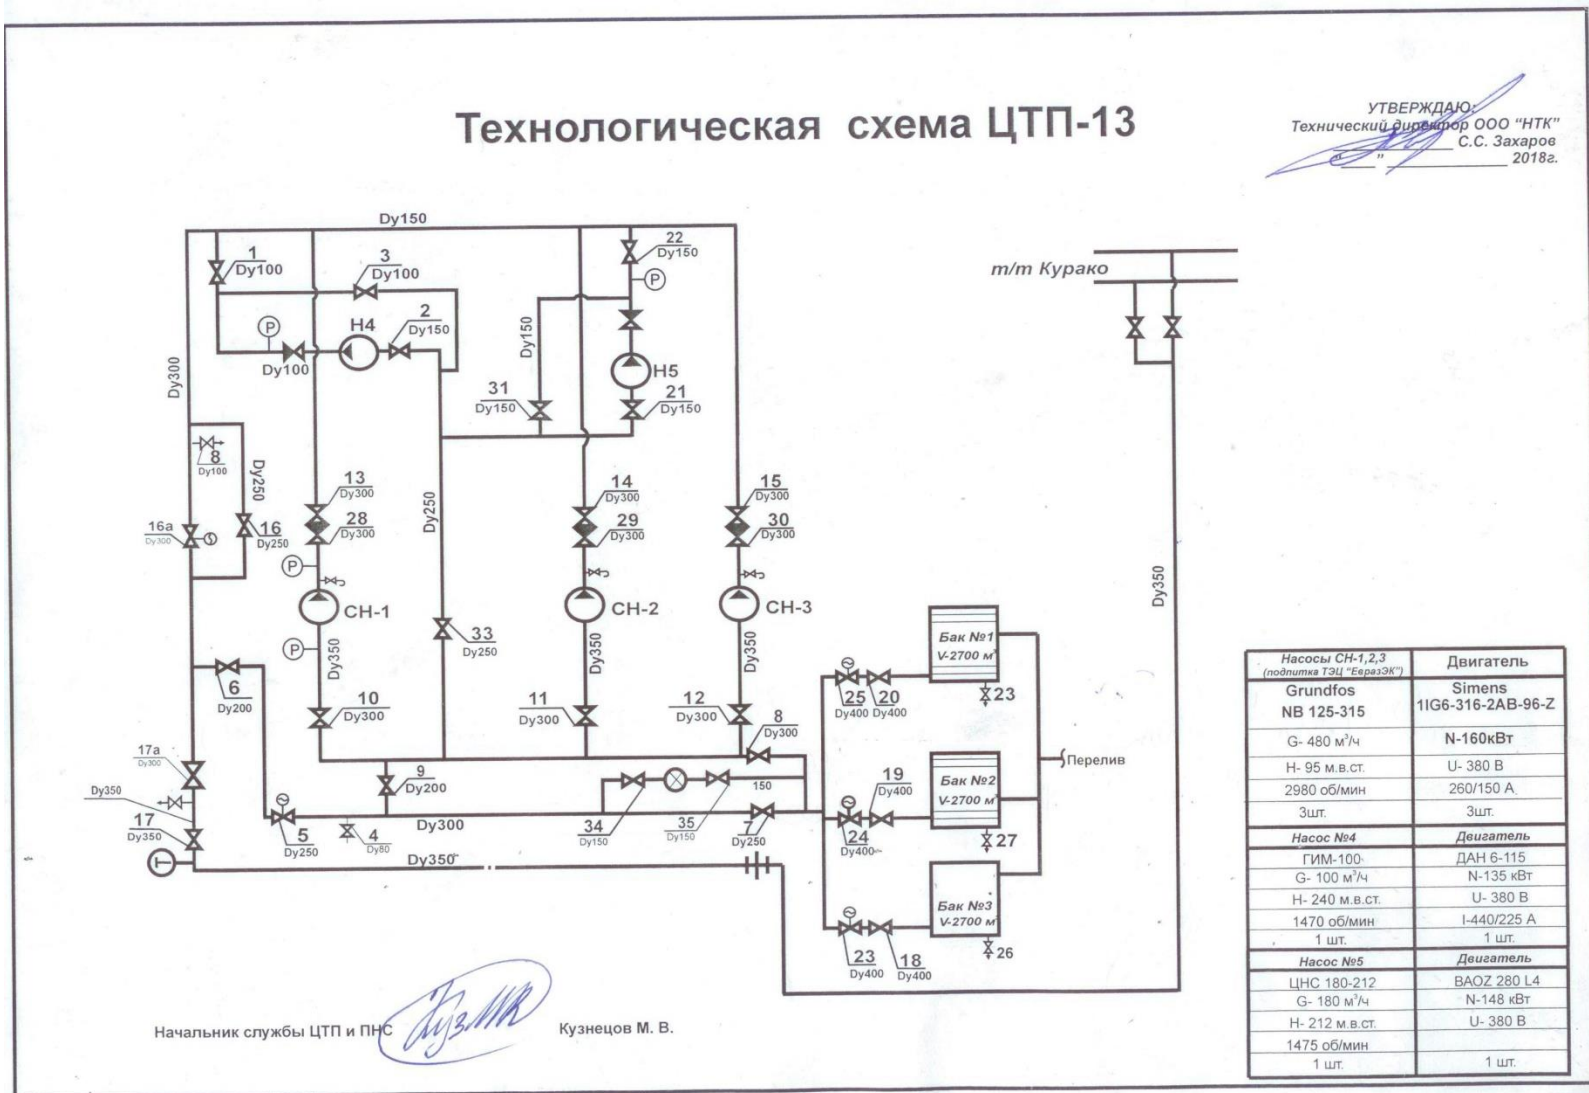 Технологическая схема ЦТП-13
УТВЕРЖДАЮ:
Технический директор ООО "НТК"
С.С. Захаров
"___" ____________ 2018г.
Dy150
1
Dy100
3
Dy100
22
Dy150
P
т/т Курако
P
Н4
2
Dy150
Dy100
Dy150
Н5
Dy300
31
Dy150
21
Dy150
8
Dy100
Dy250
13
Dy300
28
Dy300
Dy250
14
Dy300
29
Dy300
15
Dy300
30
Dy300
16а
Dy300
16
Dy250
P
СН-1
СН-2
СН-3
Dy350
P
Dy350
33
Dy250
Dy350
Dy350
6
Dy200
10
Dy300
11
Dy300
12
Dy300
8
Dy300
Бак №1
V-2700 м³
25
Dy400
20
Dy400
23
17а
Dy300
9
Dy200
150
Перелив
Dy350
17
Dy350
5
Dy250
4
Dy80
Dy300
34
Dy150
35
Dy150
7
Dy250
19
Dy400
24
Dy400
Бак №2
V-2700 м³
27
Dy350
Бак №3
V-2700 м³
23
Dy400
18
Dy400
26
Насосы СН-1,2,3
(подпитка ТЭЦ "ЕвразЭК")
Двигатель
Grundfos
NB 125-315
Simens
1IG6-316-2AB-96-Z
G- 480 м³/ч
N-160кВт
Н- 95 м.в.ст.
U- 380 В
2980 об/мин
260/150 А
3шт.
3шт.
Насос №4
Двигатель
ГИМ-100
ДАН 6-115
G- 100 м³/ч
N-135 кВт
Н- 240 м.в.ст.
U- 380 В
1470 об/мин
I-440/225 А
1 шт.
1 шт.
Насос №5
Двигатель
ЦНС 180-212
ВАОZ 280 L4
G- 180 м³/ч
N-148 кВт
Н- 212 м.в.ст.
U- 380 В
1475 об/мин
1 шт.
1 шт.
Начальник службы ЦТП и ПНС
Кузнецов М. В.